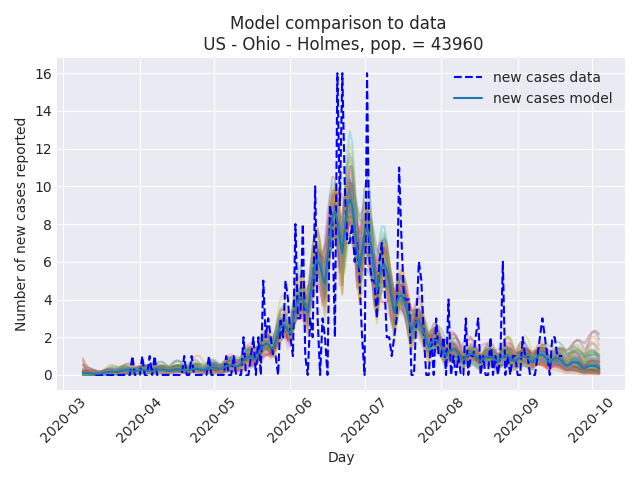 Model comparison to data
US - Ohio - Holmes, pop. = 43960
new cases data
new cases model
Number of new cases reported
16
14
12
10
8
6
4
2
0
2020-03
2020-04
2020-05
2020-06
2020-07
2020-08
2020-09
2020-10
Day